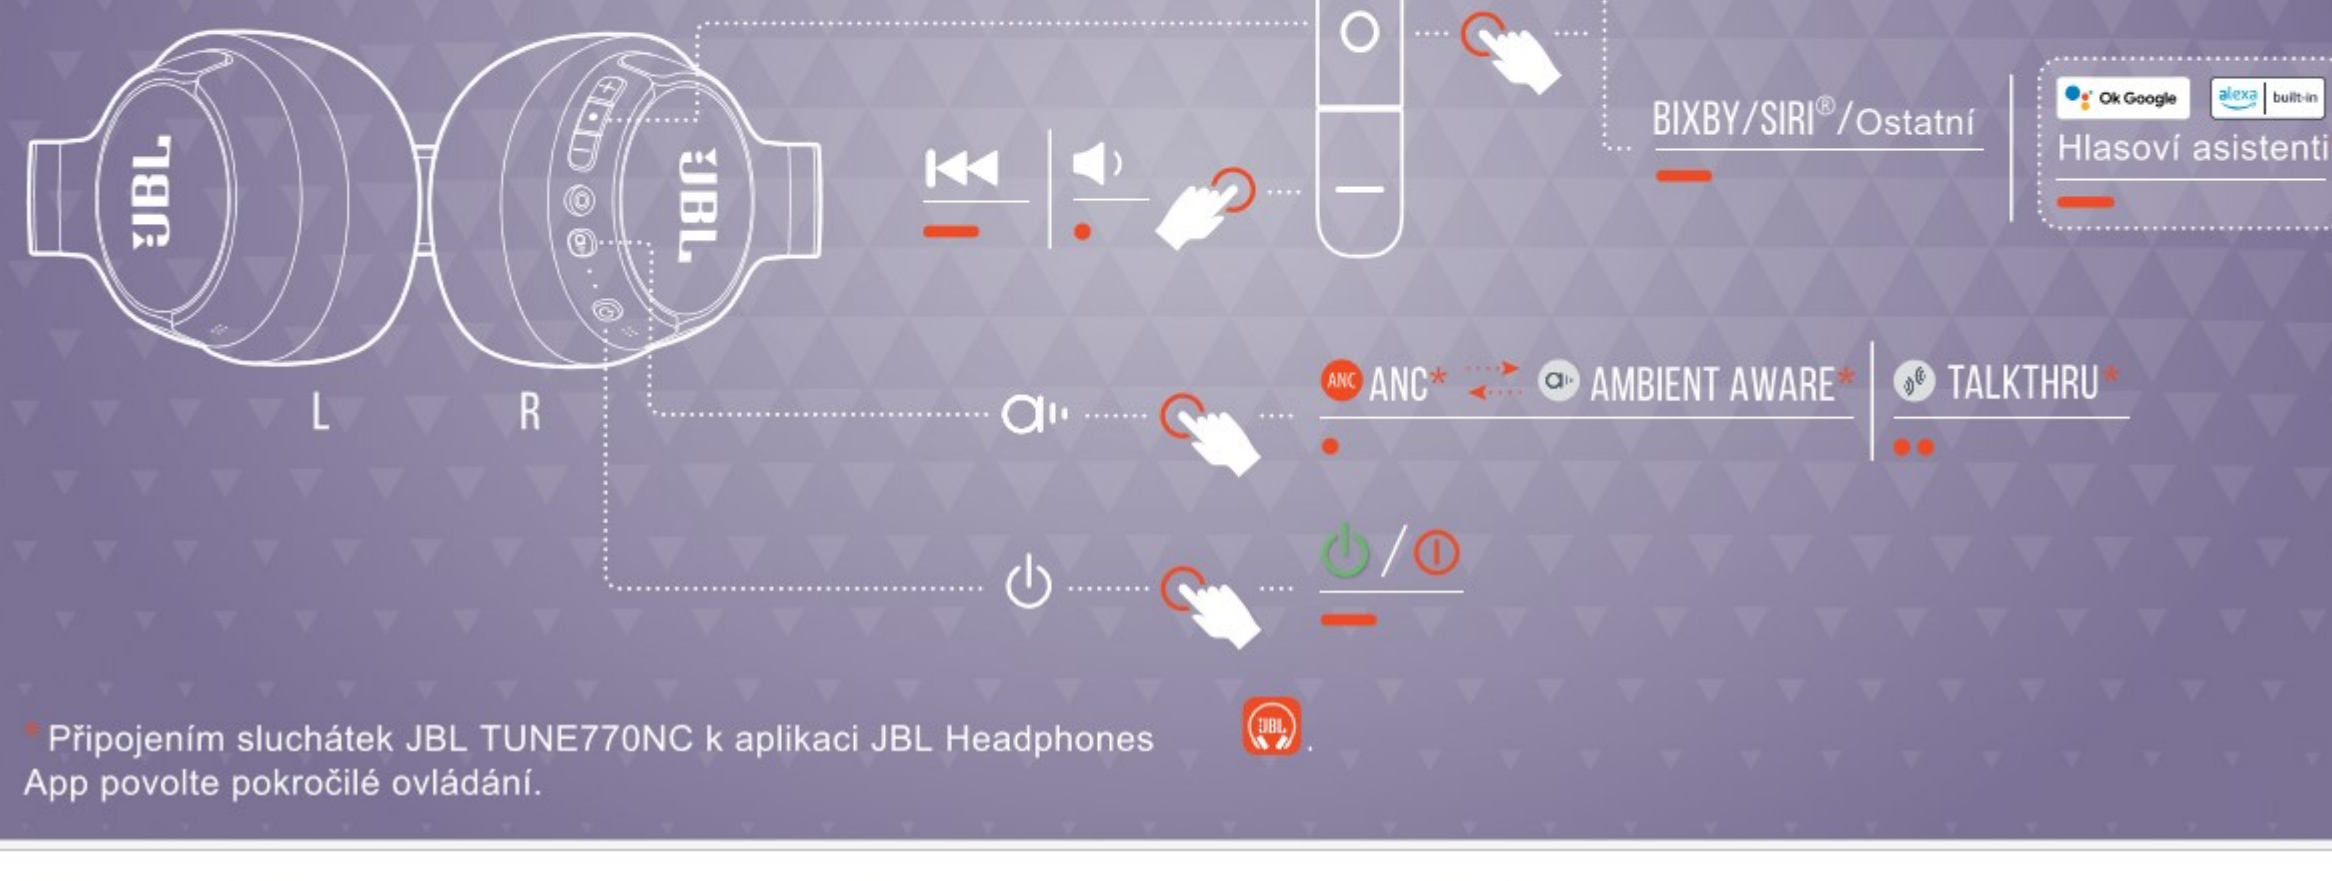 JBL
JBL
L
R
BIXBY/SIRI®/Ostatní
Ok Google
alexa built-in
Hlasoví asistenti
ANC ANC*
AMBIENT AWARE*
TALKTHRU*
* Připojením sluchátek JBL TUNE770NC k aplikaci JBL Headphones JBL .
App povolte pokročilé ovládání.